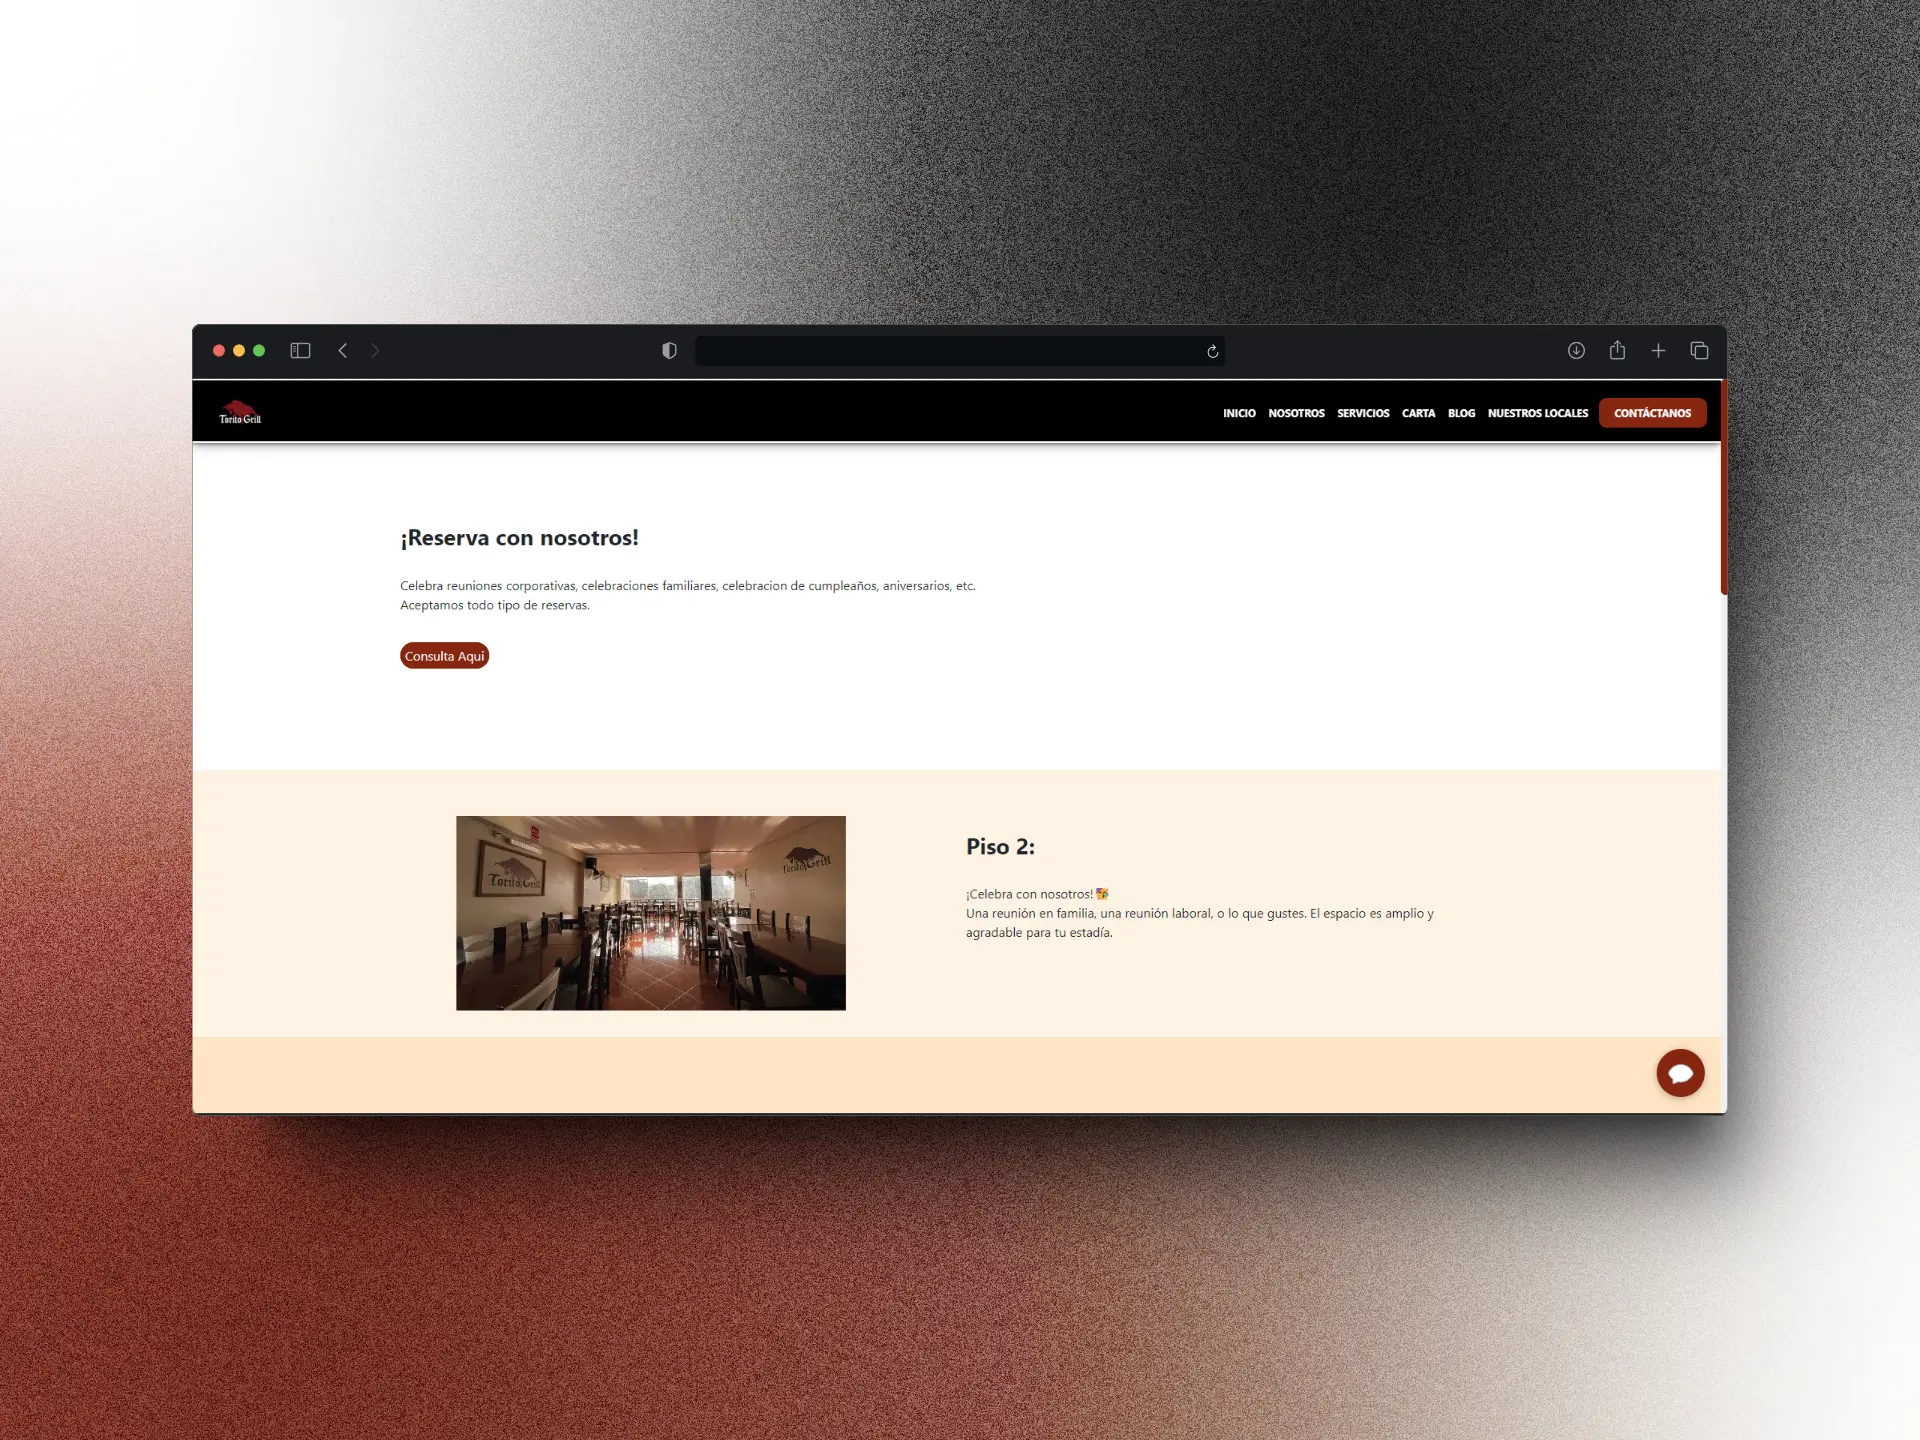 Torito Grill
INICIO NOSOTROS SERVICIOS CARTA BLOG NUESTROS LOCALES CONTÁCTANOS
¡Reserva con nosotros!
Celebra reuniones corporativas, celebraciones familiares, celebracion de cumpleaños, aniversarios, etc.
Aceptamos todo tipo de reservas.
Consulta Aqui
Torito Grill
Torito Grill
Piso 2:
¡Celebra con nosotros! 🥳
Una reunión en familia, una reunión laboral, o lo que gustes. El espacio es amplio y
agradable para tu estadía.